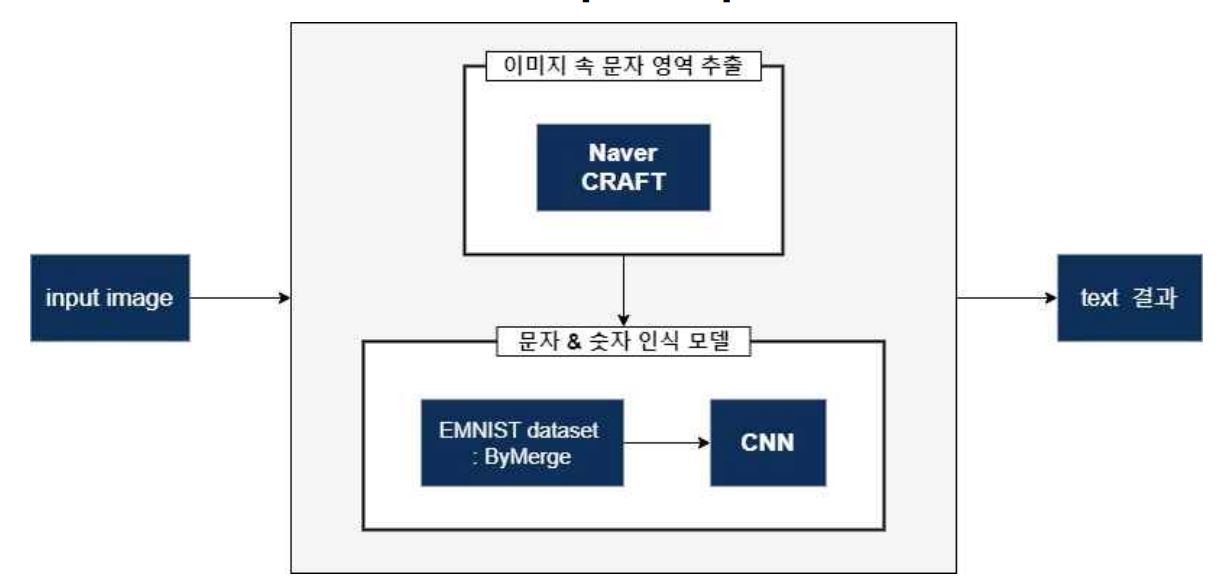 이미지 속 문자 영역 추출
Naver
CRAFT
input image
text 결과
문자 & 숫자 인식 모델
EMNIST dataset
: ByMerge
CNN